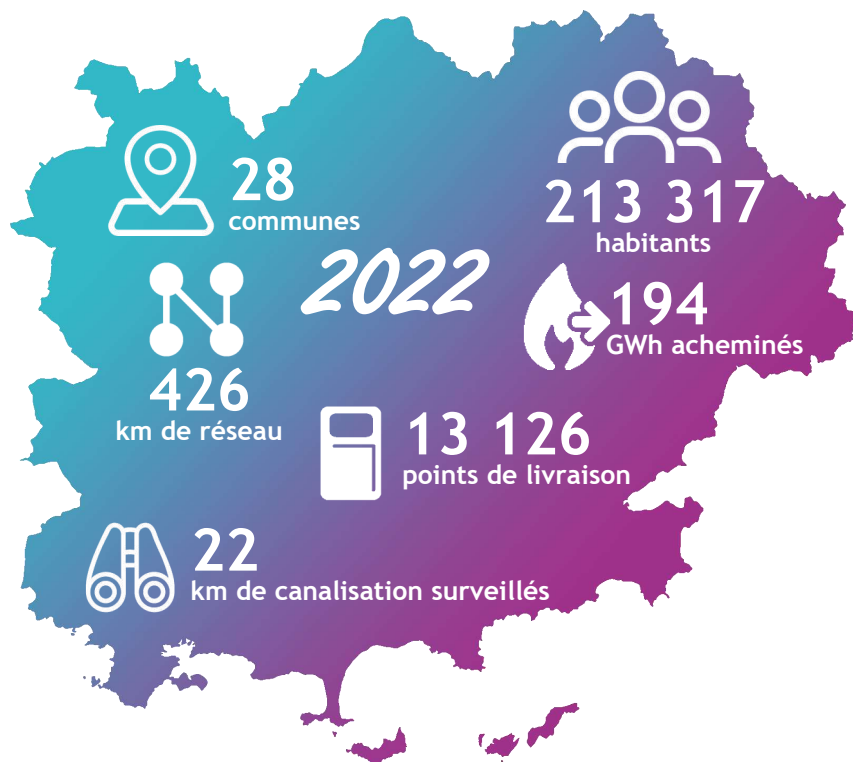 28
communes
213 317
habitants
2022
194
GWh acheminés
426
km de réseau
13 126
points de livraison
22
km de canalisation surveillés